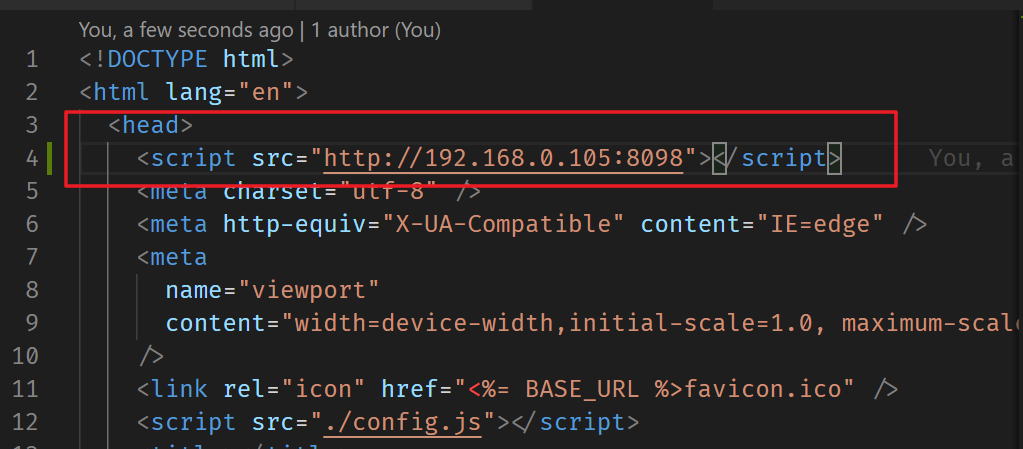 You, a few seconds ago | 1 author (You)
1 <!DOCTYPE html>
2 <html lang="en">
3 <head>
4 <script src="http://192.168.0.105:8098"></script> You, a
5 <meta charset="utf-8" />
6 <meta http-equiv="X-UA-Compatible" content="IE=edge" />
7 <meta
8 name="viewport"
9 content="width=device-width,initial-scale=1.0, maximum-scale
10 />
11 <link rel="icon" href="<%= BASE_URL %>favicon.ico" />
12 <script src="./config.js"></script>